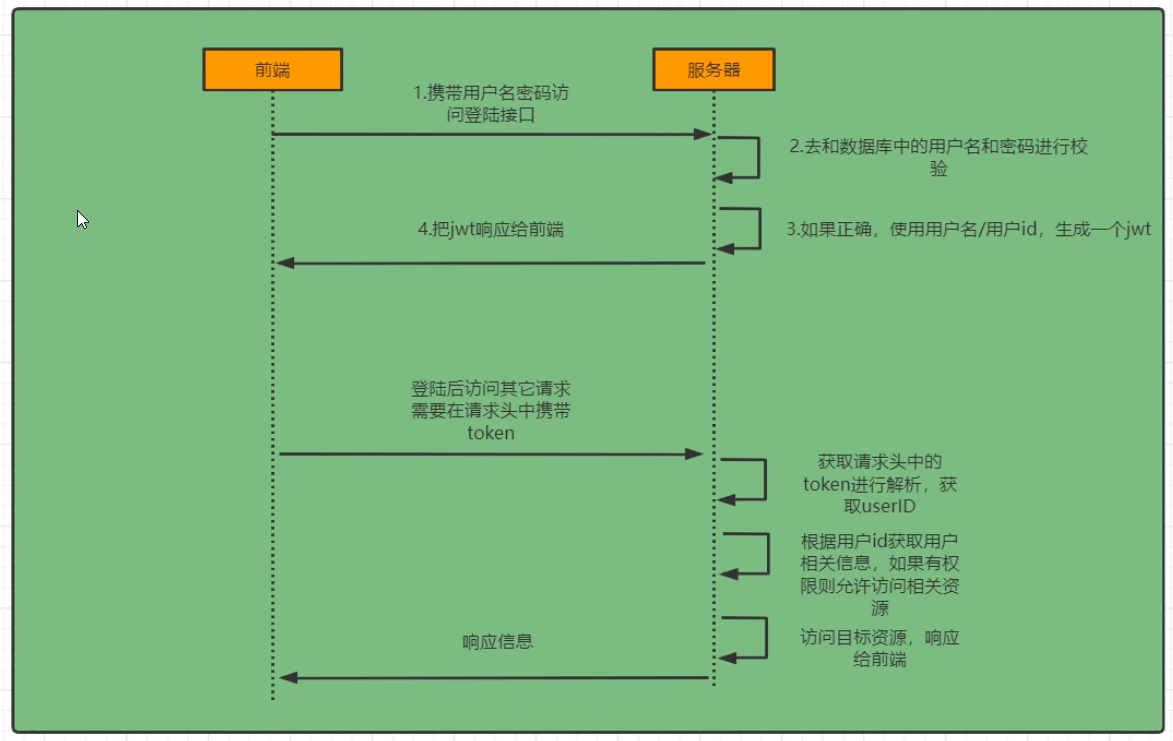 前端
服务器
1.携带用户名密码访
问登陆接口
2.去和数据库中的用户名和密码进行校
验
3.如果正确，使用用户名/用户id，生成一个jwt
4.把jwt响应给前端
登陆后访问其它请求
需要在请求头中携带
token
获取请求头中的
token进行解析，获
取userID
根据用户id获取用户
相关信息，如果有权
限则允许访问相关资
源
访问目标资源，响应
给前端
响应信息